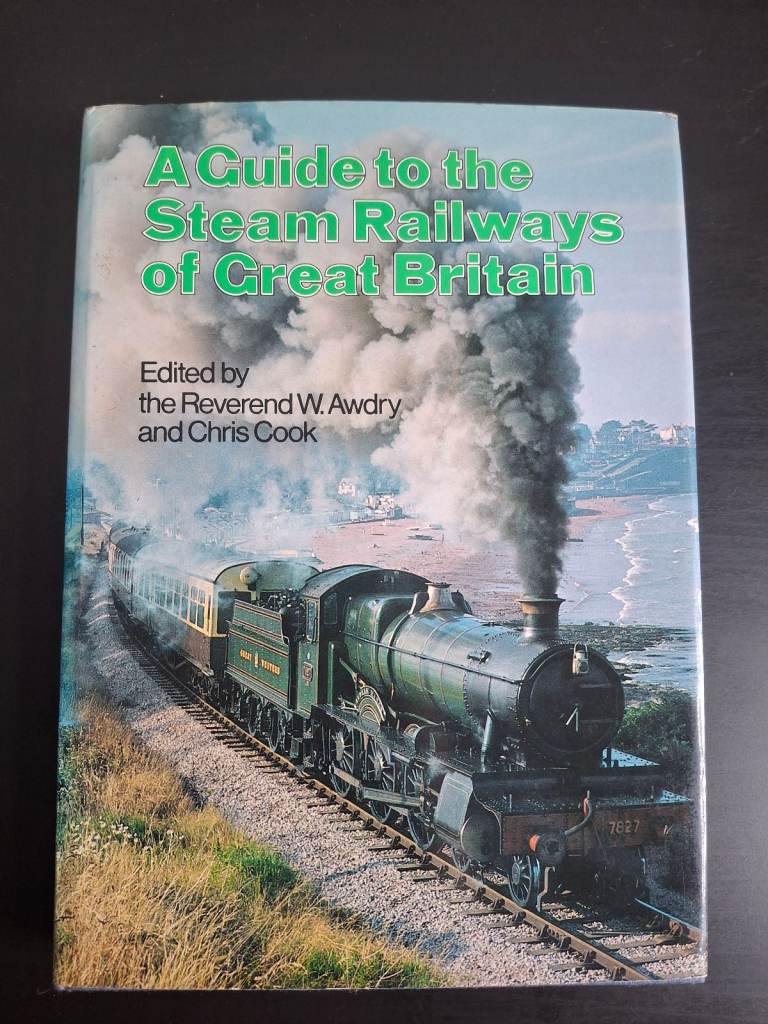 A Guide to the
Steam Railways
of Great Britain
Edited by
the Reverend W. Awdry
and Chris Cook
GREAT WESTERN
7827